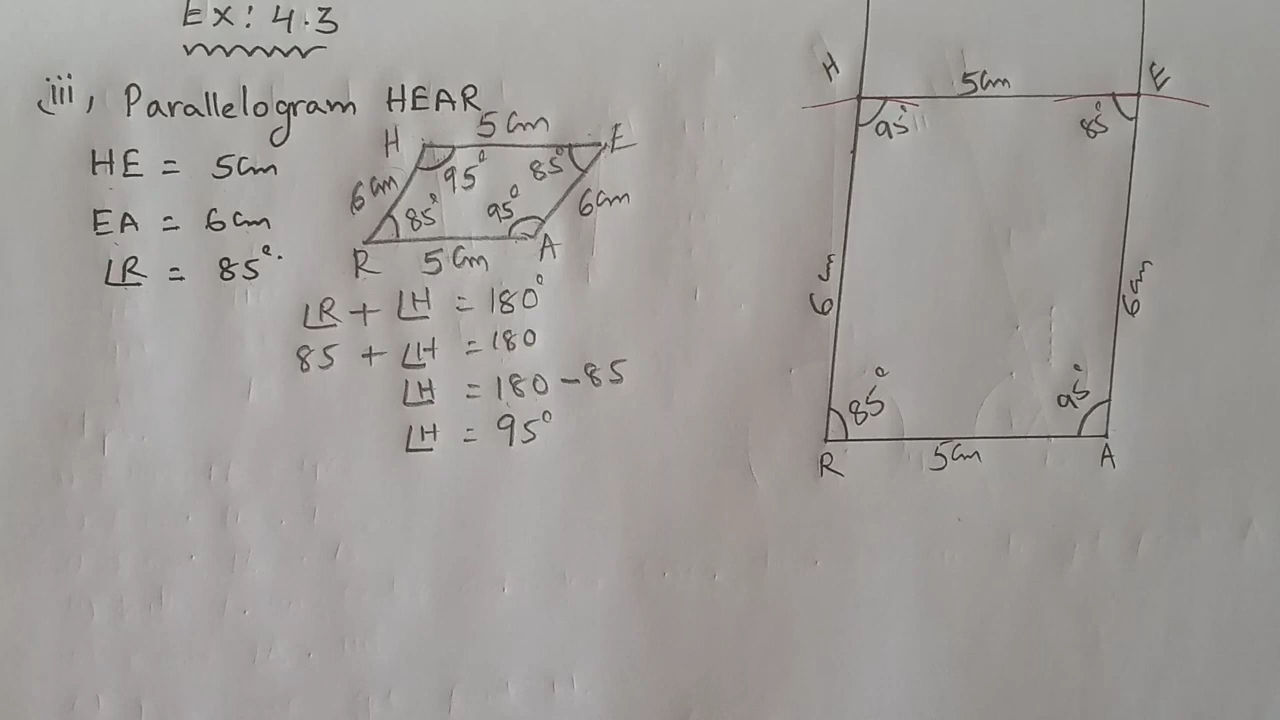 Ex: 4.3
iii, Parallelogram HEAR
HE = 5cm
EA = 6cm
∠R = 85°.
H 5cm E
6cm 95° 85° 6cm
85° 95°
R 5cm A
∠R + ∠H = 180°
85 + ∠H = 180
∠H = 180 - 85
∠H = 95°
H 5cm E
95° 85°
6cm 6cm
85° 95°
R 5cm A